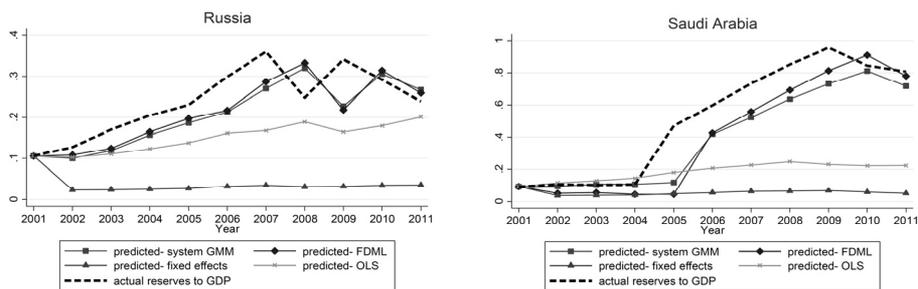 Russia
.4
.3
.2
.1
0
2001 2002 2003 2004 2005 2006 2007 2008 2009 2010 2011
Year
predicted- system GMM predicted- FDML
predicted- fixed effects predicted- OLS
actual reserves to GDP
Saudi Arabia
1
.8
.6
.4
.2
0
2001 2002 2003 2004 2005 2006 2007 2008 2009 2010 2011
Year
predicted- system GMM predicted- FDML
predicted- fixed effects predicted- OLS
actual reserves to GDP